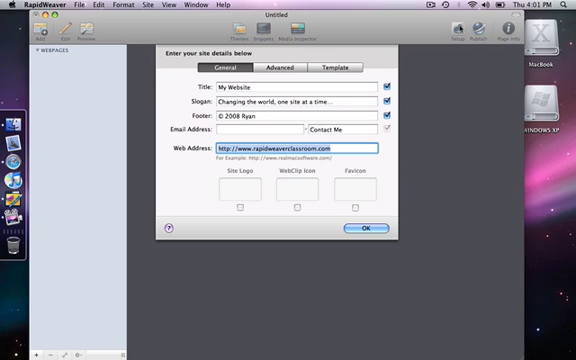 RapidWeaver File Edit Format Site View Window Help Thu 4:01 PM
Untitled
Add Edit Preview Themes Snippets Media Inspector Setup Publish Page Info
WEBPAGES
Enter your site details below
General Advanced Template
Title: My Website
Slogan: Changing the world, one site at a time...
Footer: © 2008 Ryan
Email Address: - Contact Me
Web Address: http://www.rapidweaverclassroom.com
For Example: http://www.realmacsoftware.com/
Site Logo WebClip Icon Favicon
? OK
MacBook
WINDOWS XP